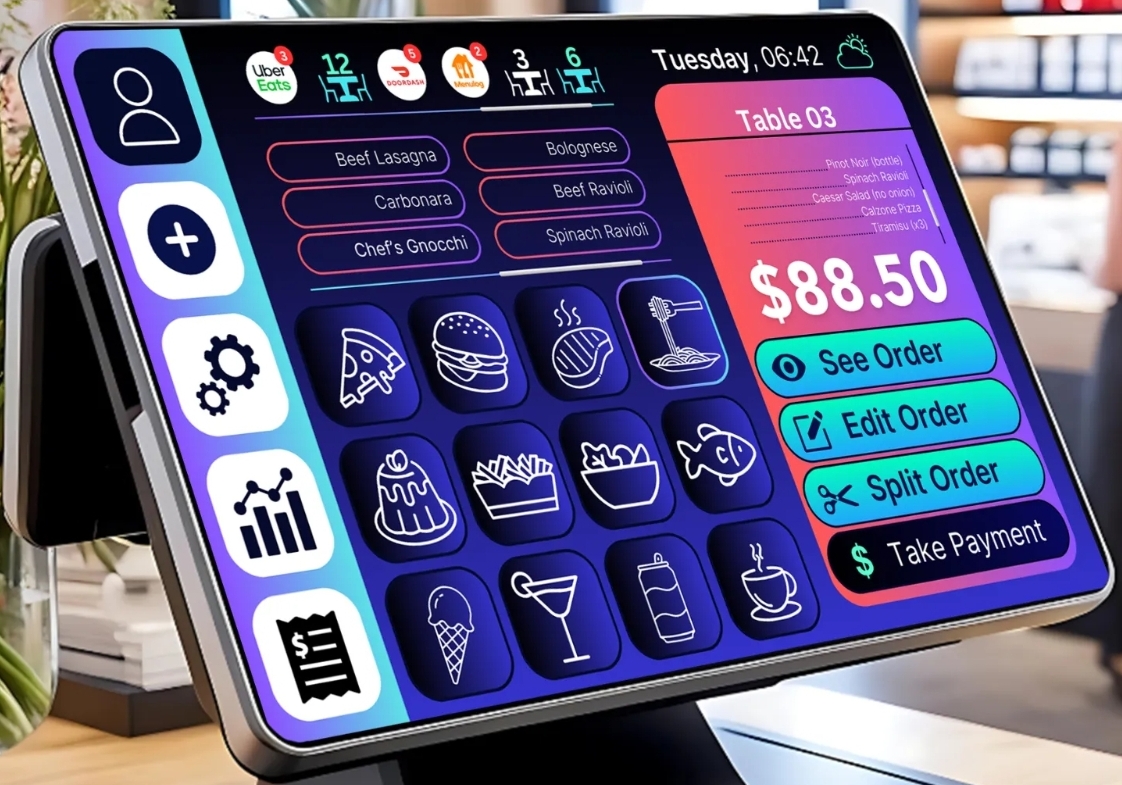 3
Uber
Eats
12
5
DOORDASH
2
Menulog
3
6
Tuesday, 06:42
Beef Lasagna
Bolognese
Carbonara
Beef Ravioli
Chef's Gnocchi
Spinach Ravioli
Table 03
Pinot Noir (bottle)
Spinach Ravioli
Caesar Salad (no onion)
Calzone Pizza
Tiramisu (x3)
$88.50
See Order
Edit Order
Split Order
$ Take Payment
$